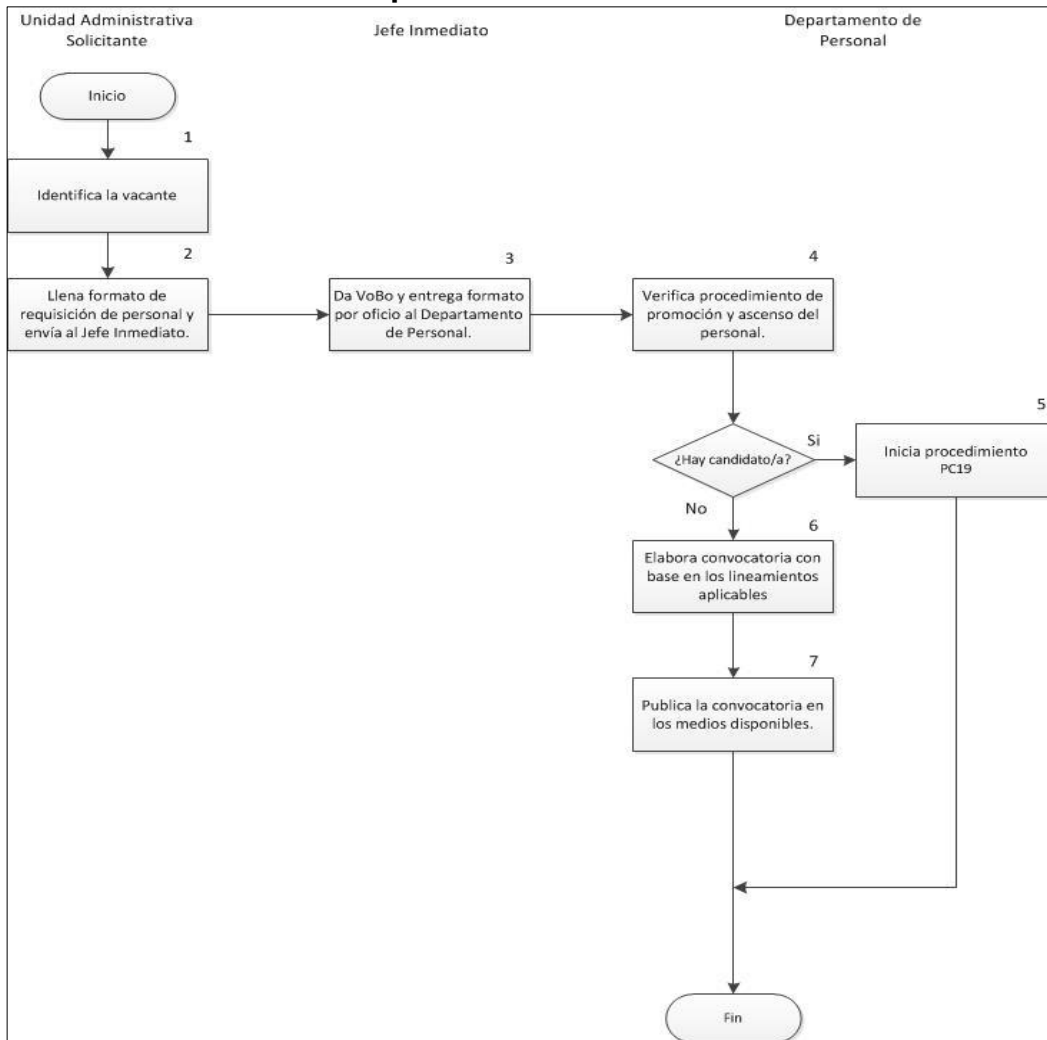 Unidad Administrativa
Solicitante
Jefe Inmediato
Departamento de
Personal
Inicio
1
Identifica la vacante
2
Llena formato de
requisición de personal y
envía al Jefe Inmediato.
3
Da VoBo y entrega formato
por oficio al Departamento
de Personal.
4
Verifica procedimiento de
promoción y ascenso del
personal.
¿Hay candidato/a?
Si
5
Inicia procedimiento
PC19
No
6
Elabora convocatoria con
base en los lineamientos
aplicables
7
Publica la convocatoria en
los medios disponibles.
Fin